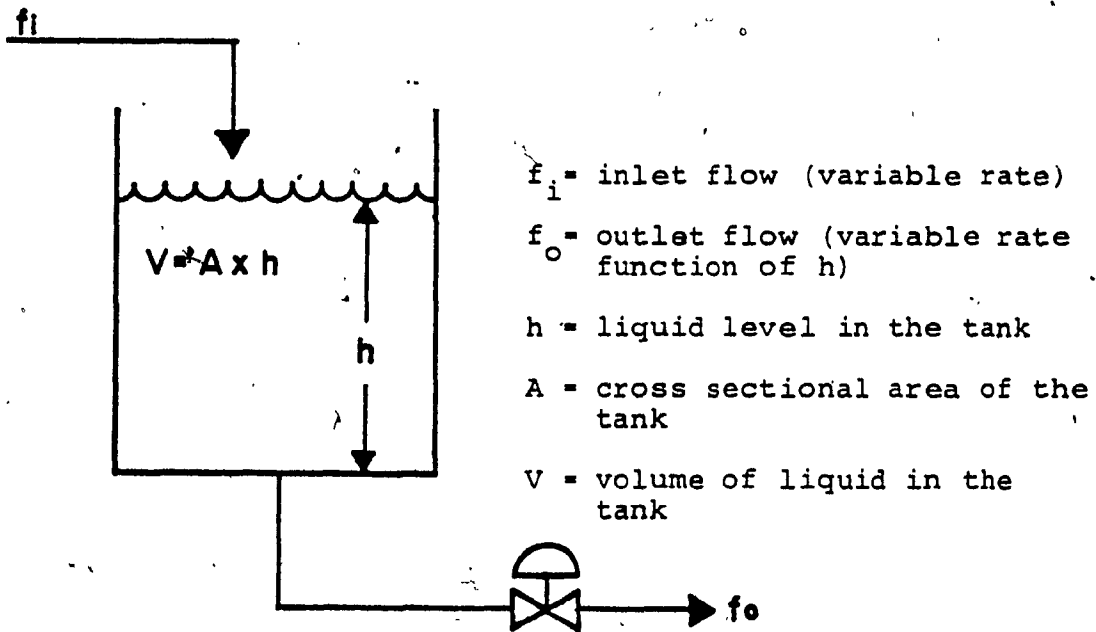 fi
V= A x h
h
fi= inlet flow (variable rate)
fo= outlet flow (variable rate
function of h)
h = liquid level in the tank
A = cross sectional area of the
tank
V = volume of liquid in the
tank
fo